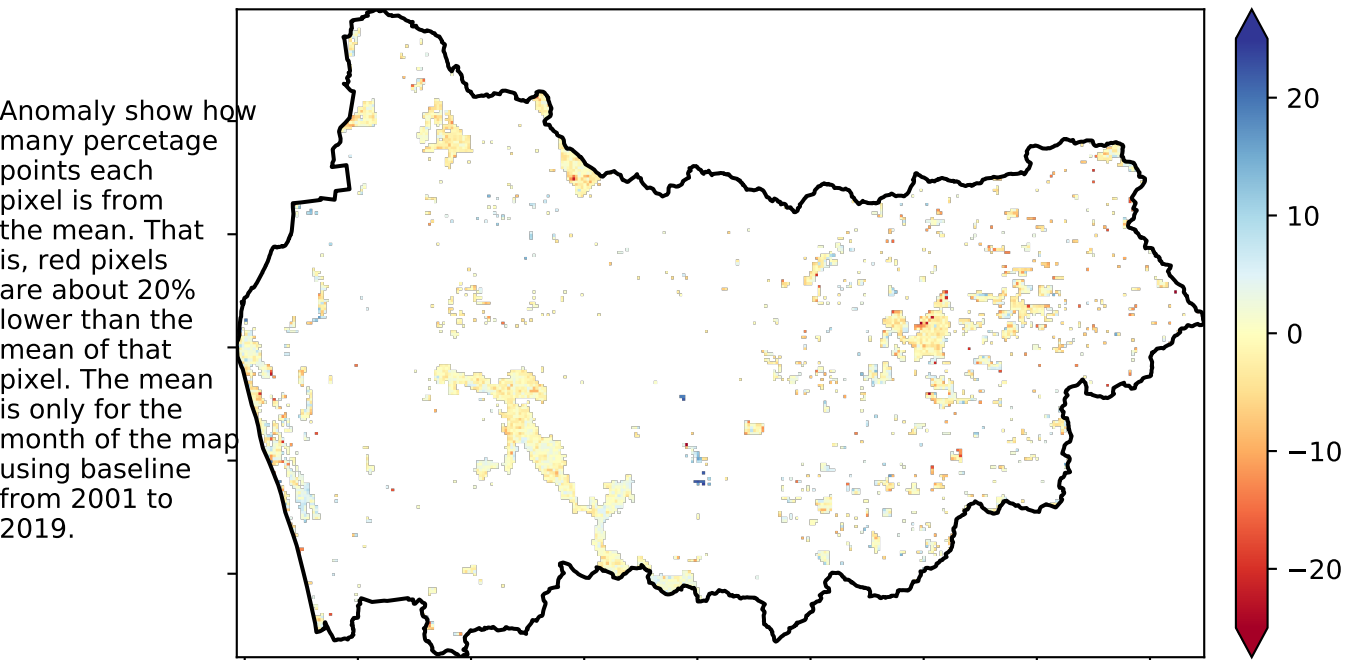 Anomaly show how
many percetage
points each
pixel is from
the mean. That
is, red pixels
are about 20%
lower than the
mean of that
pixel. The mean
is only for the
month of the map
using baseline
from 2001 to
2019.
20
10
0
−10
−20